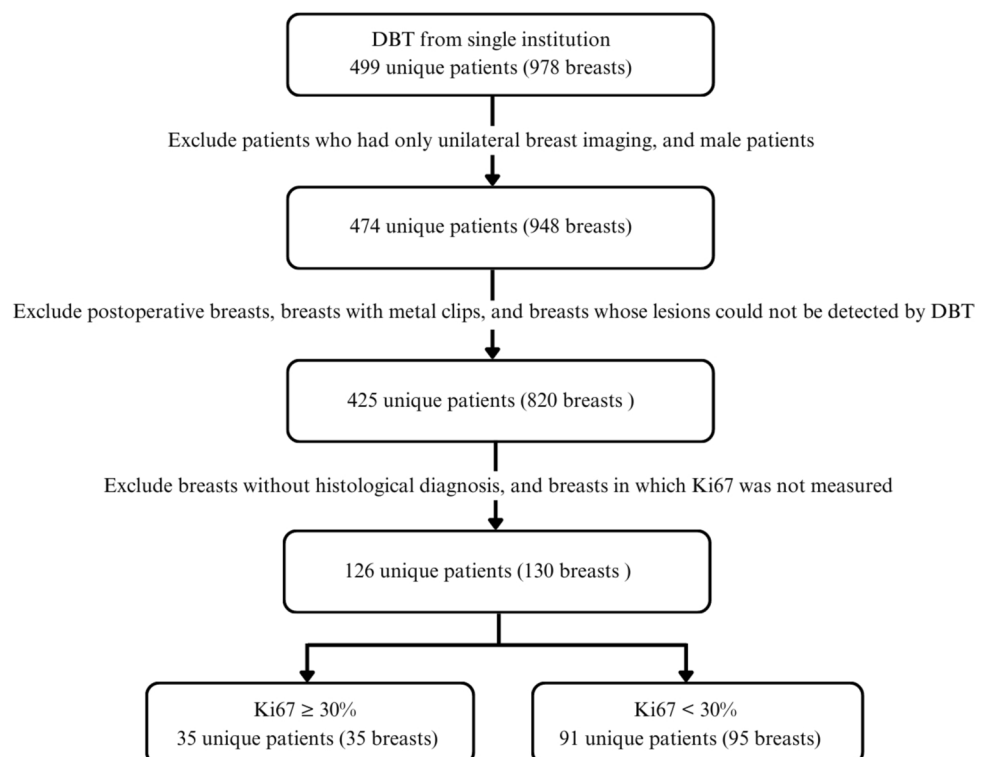 DBT from single institution
499 unique patients (978 breasts)
Exclude patients who had only unilateral breast imaging, and male patients
474 unique patients (948 breasts)
Exclude postoperative breasts, breasts with metal clips, and breasts whose lesions could not be detected by DBT
425 unique patients (820 breasts )
Exclude breasts without histological diagnosis, and breasts in which Ki67 was not measured
126 unique patients (130 breasts )
Ki67 ≥ 30%
35 unique patients (35 breasts)
Ki67 < 30%
91 unique patients (95 breasts)